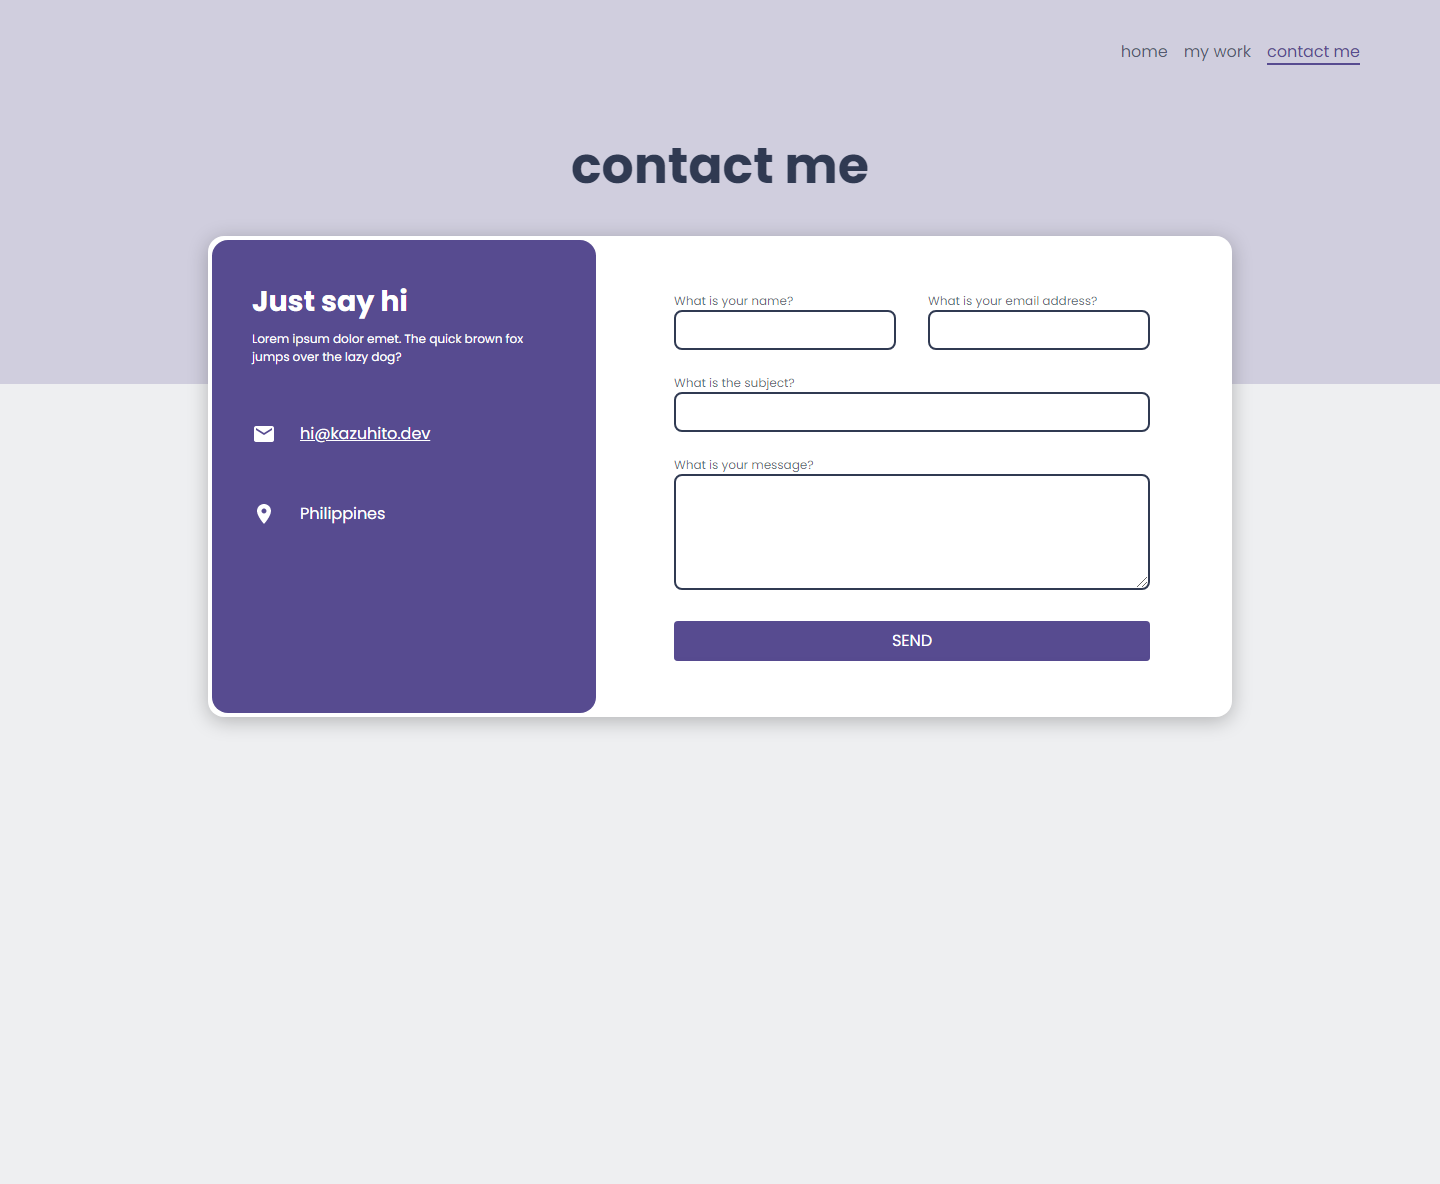 home my work contact me
contact me
Just say hi
Lorem ipsum dolor emet. The quick brown fox
jumps over the lazy dog?
hi@kazuhito.dev
Philippines
What is your name? What is your email address?
What is the subject?
What is your message?
SEND